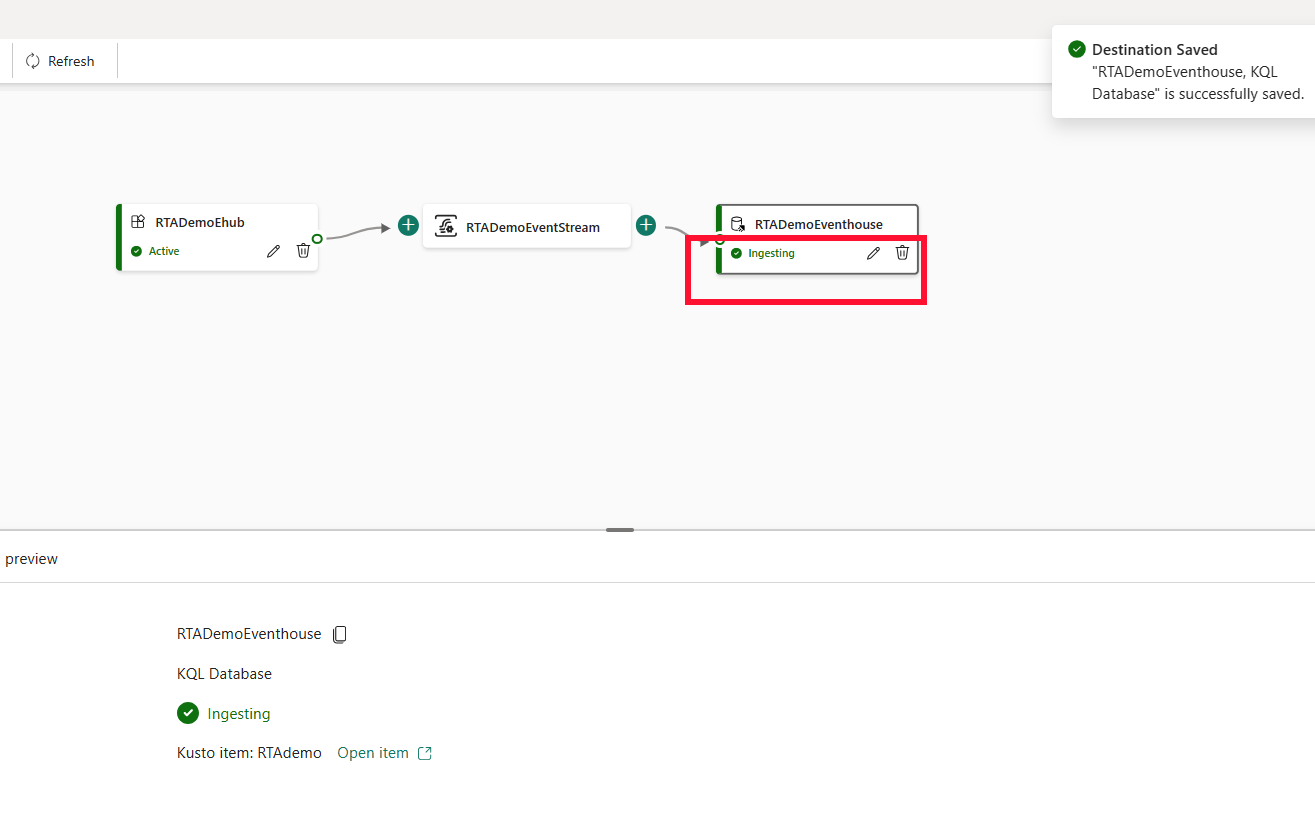 Refresh
Destination Saved
"RTADemoEventhouse, KQL
Database" is successfully saved.
RTADemoEhub
Active
RTADemoEventStream
RTADemoEventhouse
Ingesting
preview
RTADemoEventhouse
KQL Database
Ingesting
Kusto item: RTAdemo Open item